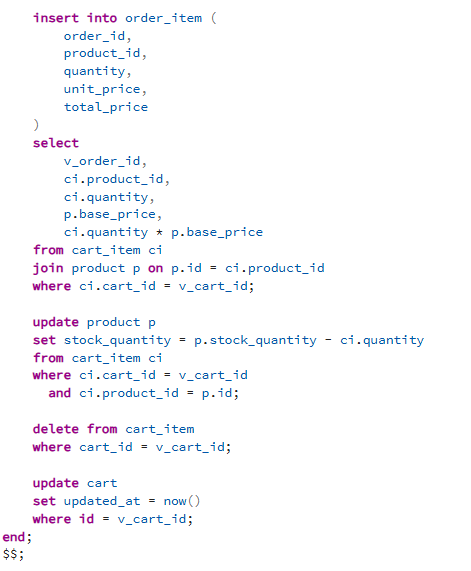 insert into order_item (
order_id,
product_id,
quantity,
unit_price,
total_price
)
select
v_order_id,
ci.product_id,
ci.quantity,
p.base_price,
ci.quantity * p.base_price
from cart_item ci
join product p on p.id = ci.product_id
where ci.cart_id = v_cart_id;
update product p
set stock_quantity = p.stock_quantity - ci.quantity
from cart_item ci
where ci.cart_id = v_cart_id
and ci.product_id = p.id;
delete from cart_item
where cart_id = v_cart_id;
update cart
set updated_at = now()
where id = v_cart_id;
end;
$$;